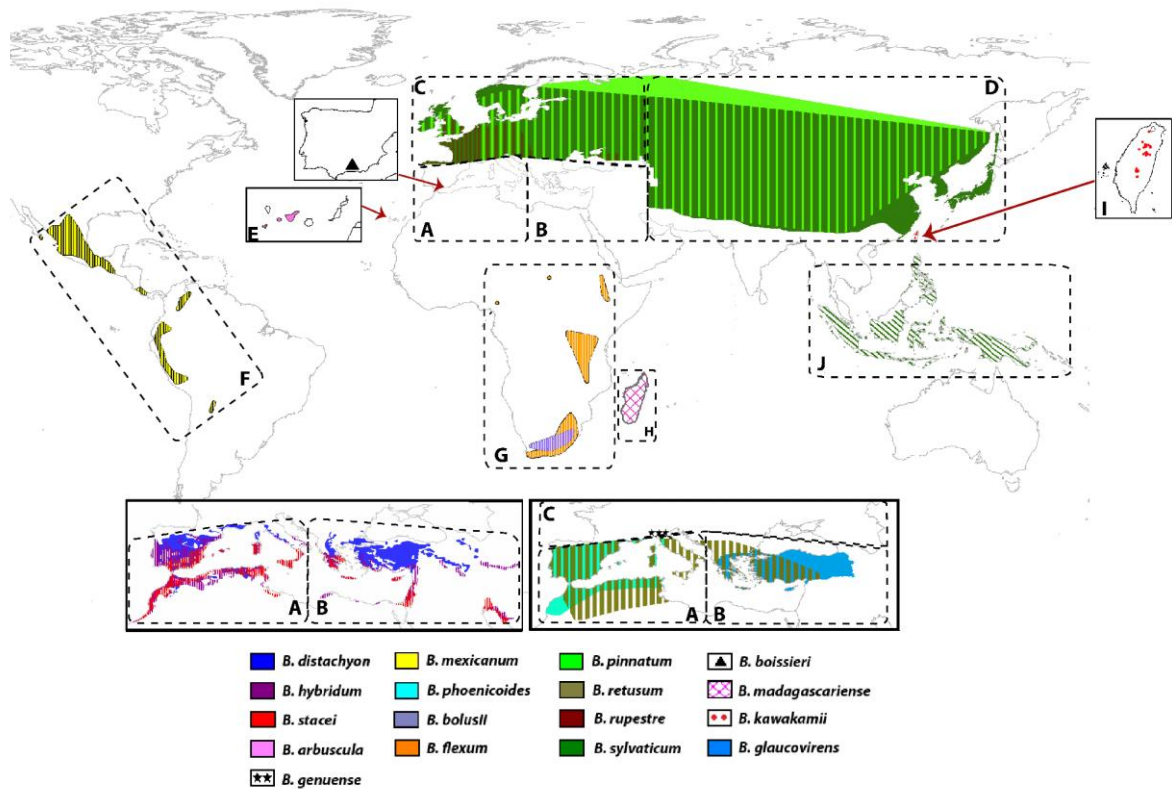 C
D
I
E
A
B
F
G
H
J
A
B
C
A
B
B. distachyon
B. mexicanum
B. pinnatum
B. boissieri
B. hybridum
B. phoenicoides
B. retusum
B. madagascariense
B. stacei
B. bolusII
B. rupestre
B. kawakamii
B. arbuscula
B. flexum
B. sylvaticum
B. glaucovirens
B. genuense